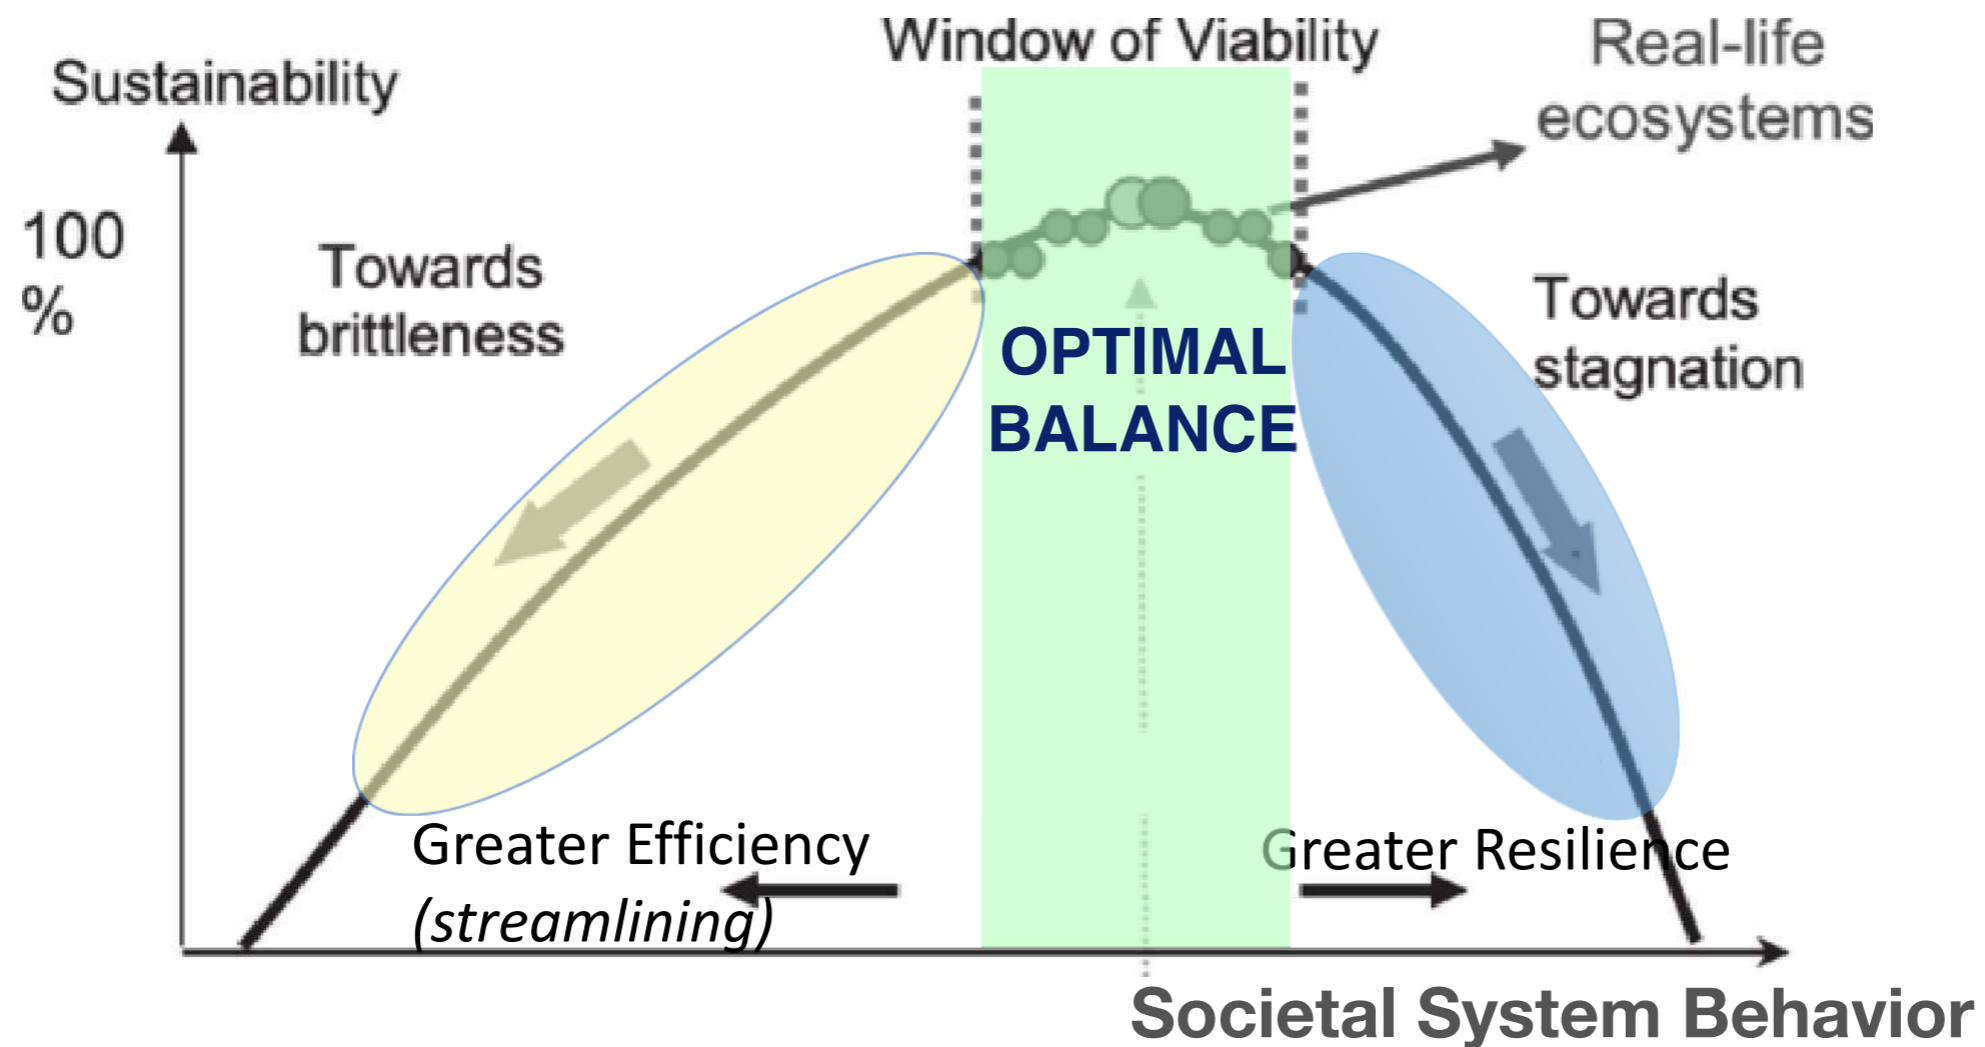 Window of Viability
Real-life
ecosystems
Sustainability
100
%
Towards
brittleness
OPTIMAL
BALANCE
Towards
stagnation
Greater Efficiency
(streamlining)
Greater Resilience
Societal System Behavior